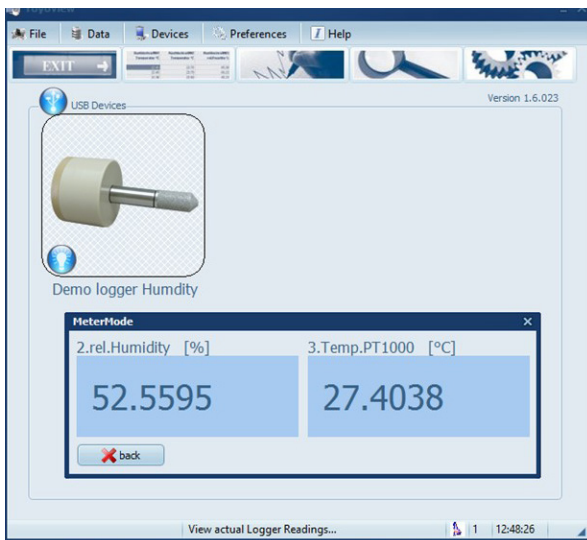 File Data Devices Preferences Help
EXIT
Version 1.6.023
USB Devices
Demo logger Humdity
MeterMode
2.rel.Humidity [%] 3.Temp.PT1000 [°C]
52.5595 27.4038
back
View actual Logger Readings... 1 12:48:26